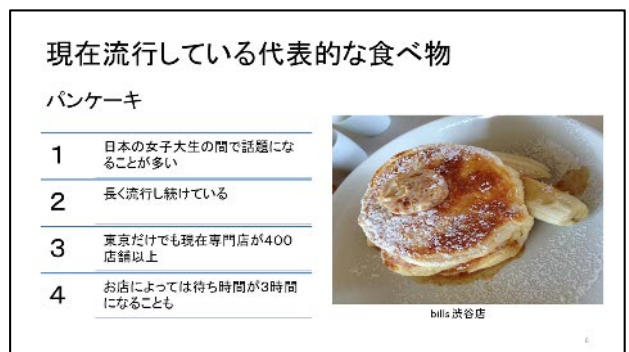 現在流行している代表的な食べ物
パンケーキ
1
日本の女子大生の間で話題にな
ることが多い
2
長く流行し続けている
3
東京だけでも現在専門店が400
店舗以上
4
お店によっては待ち時間が3時間
になることも
bills 渋谷店
6